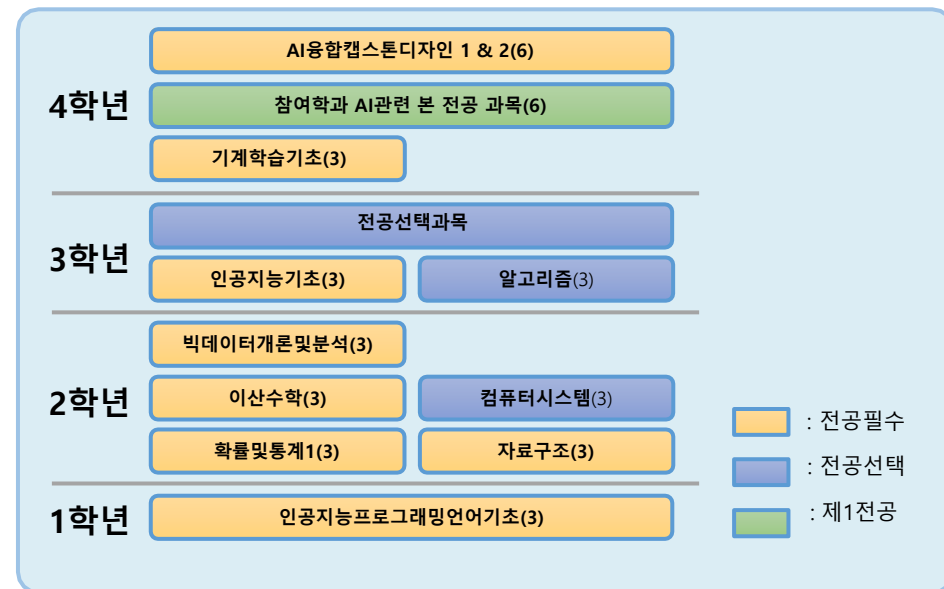 4학년
AI융합캡스톤디자인 1 & 2(6)
참여학과 AI관련 본 전공 과목(6)
기계학습기초(3)
3학년
전공선택과목
인공지능기초(3)
알고리즘(3)
2학년
빅데이터개론및분석(3)
이산수학(3)
컴퓨터시스템(3)
확률및통계1(3)
자료구조(3)
1학년
인공지능프로그래밍언어기초(3)
: 전공필수
: 전공선택
: 제1전공